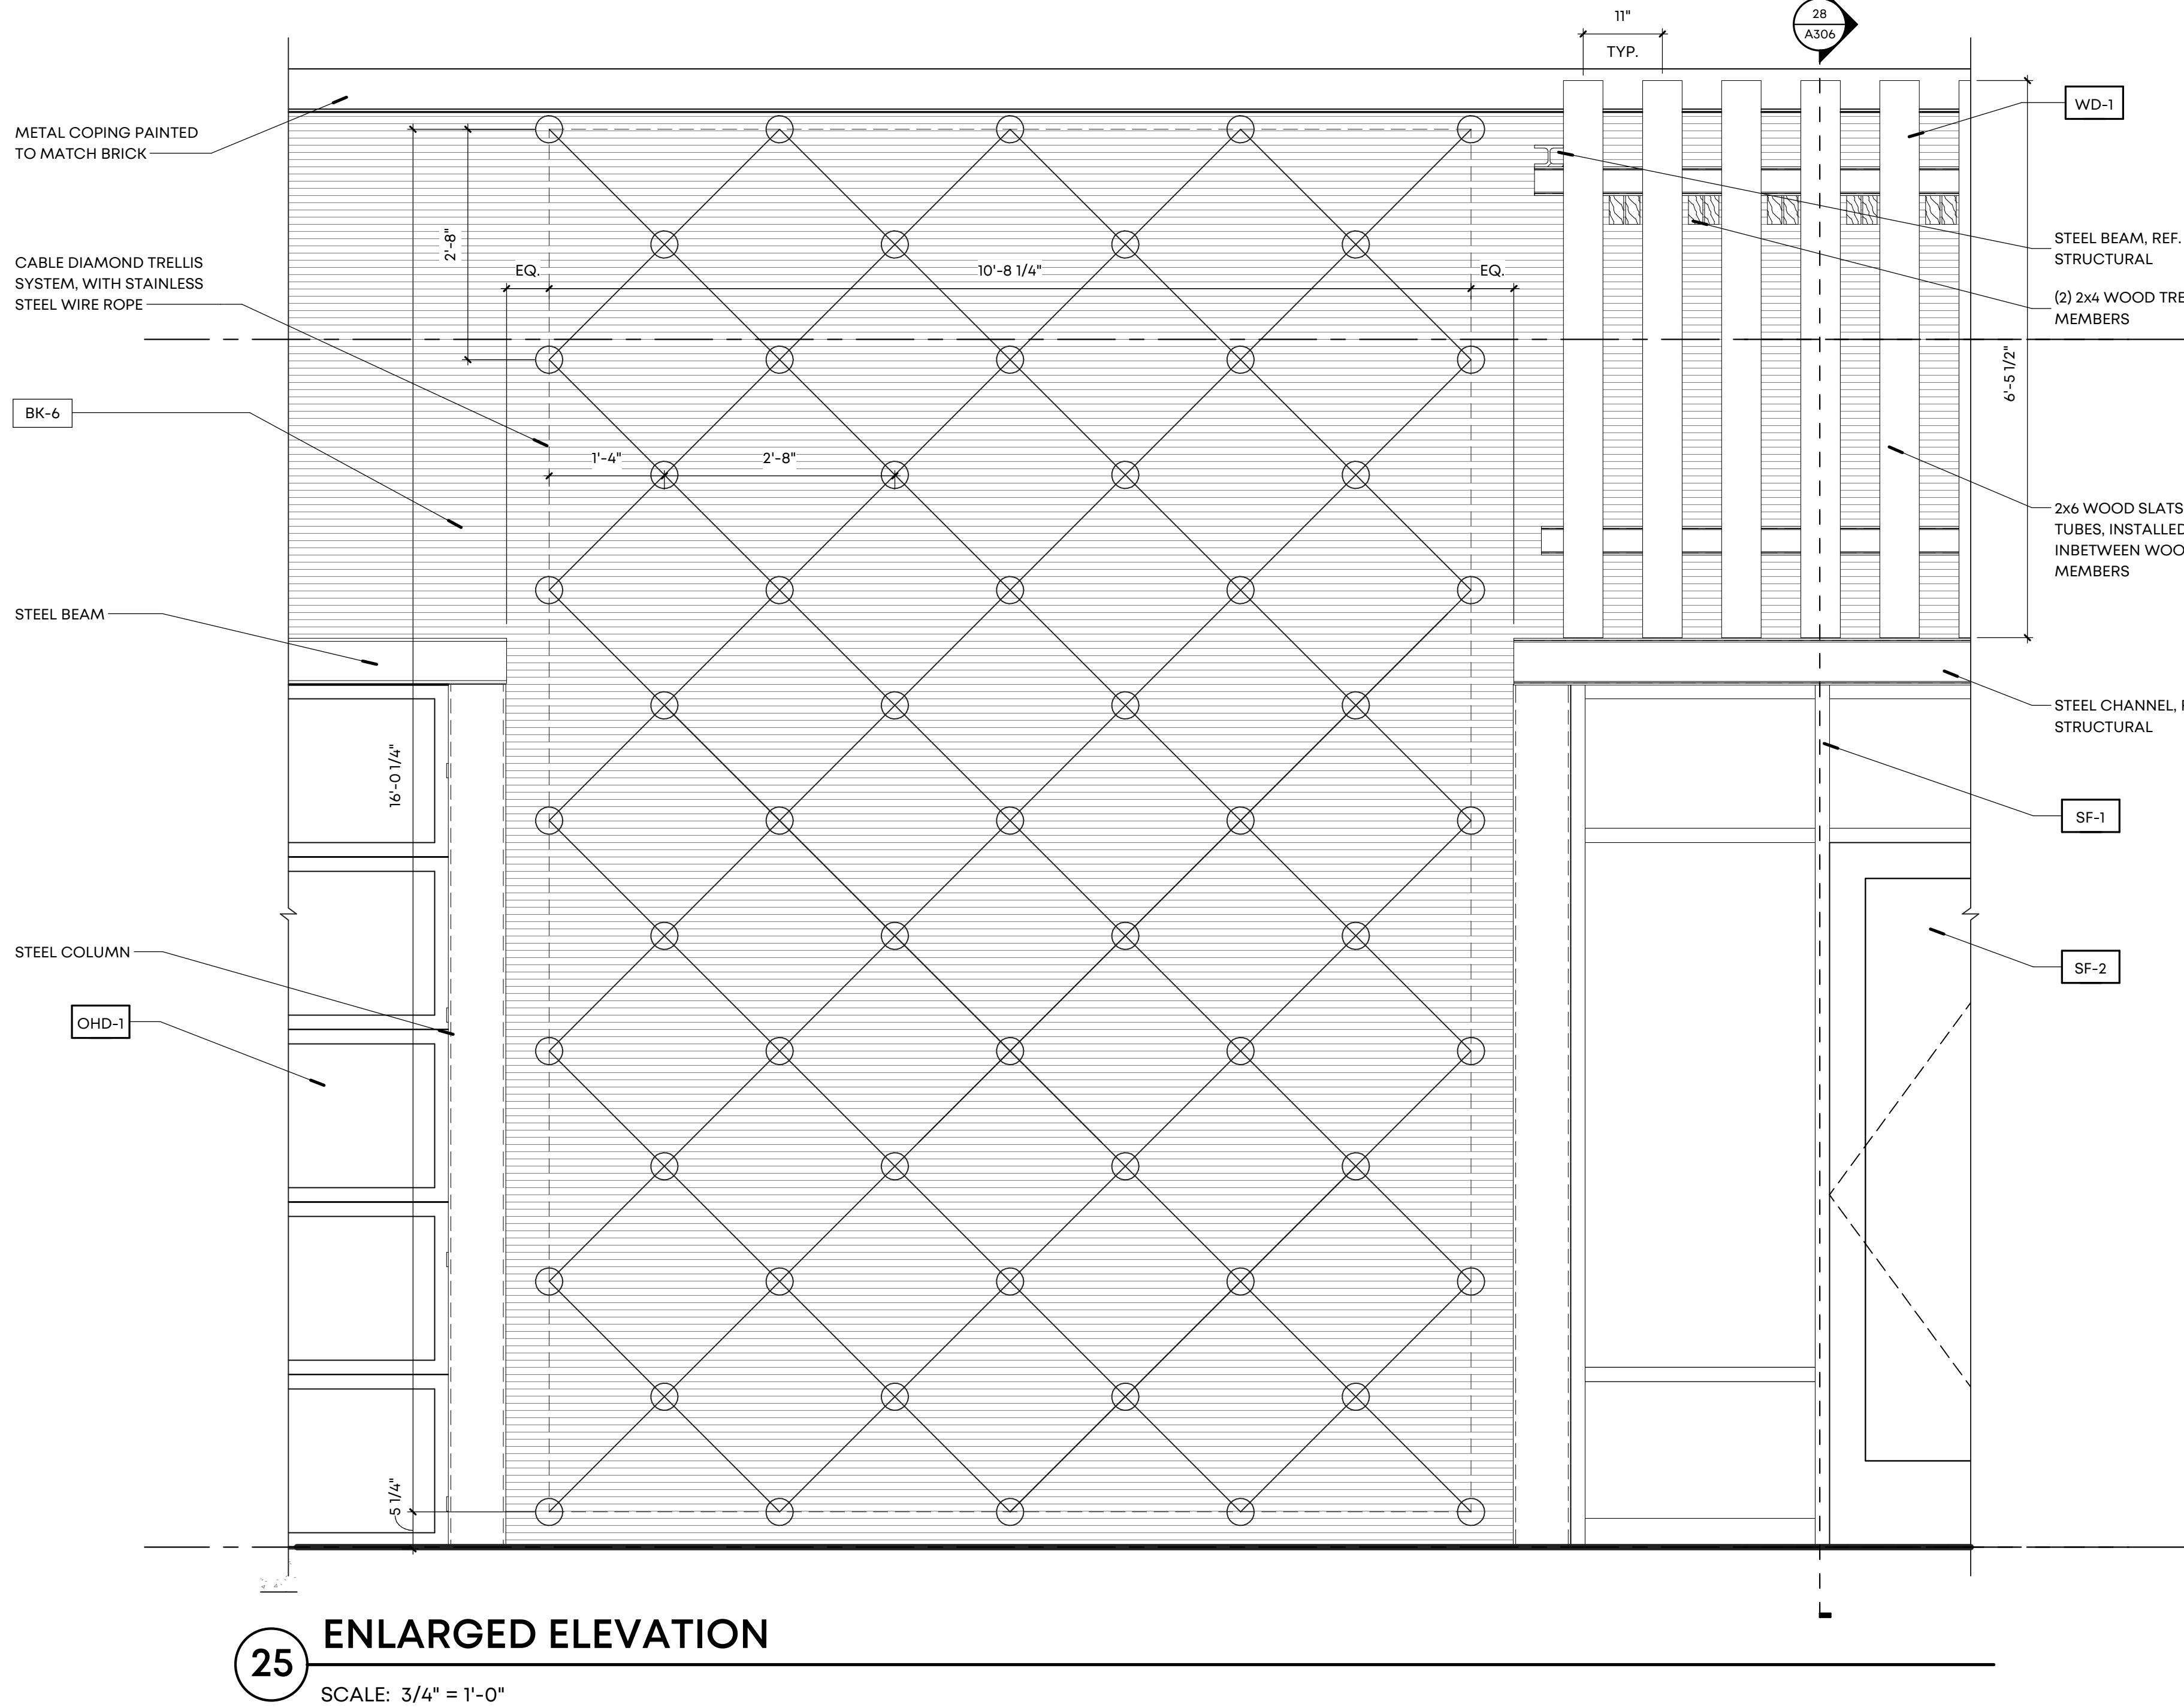 11"
TYP.
28
A306
METAL COPING PAINTED
TO MATCH BRICK
WD-1
2'-8"
CABLE DIAMOND TRELLIS
SYSTEM, WITH STAINLESS
STEEL WIRE ROPE
EQ.
10'-8 1/4"
EQ.
STEEL BEAM, REF.
STRUCTURAL
(2) 2x4 WOOD TRE
MEMBERS
6'-5 1/2"
BK-6
1'-4"
2'-8"
2x6 WOOD SLATS
TUBES, INSTALLED
INBETWEEN WOO
MEMBERS
STEEL BEAM
STEEL CHANNEL,
STRUCTURAL
16'-0 1/4"
SF-1
STEEL COLUMN
SF-2
OHD-1
5 1/4"
25
ENLARGED ELEVATION
SCALE: 3/4" = 1'-0"